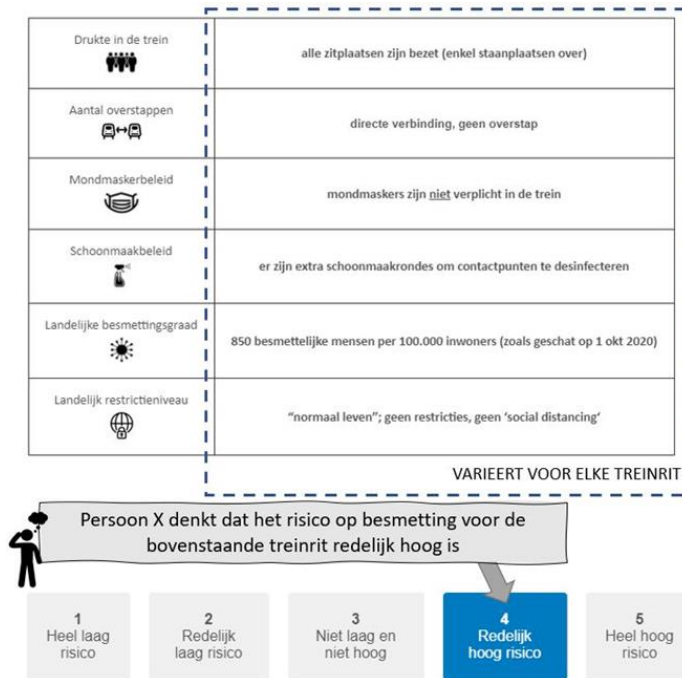 Drukte in de trein
alle zitplaatsen zijn bezet (enkel staanplaatsen over)
Aantal overstappen
directe verbinding, geen overstap
Mondmaskerbeleid
mondmaskers zijn niet verplicht in de trein
Schoonmaakbeleid
er zijn extra schoonmaakrondes om contactpunten te desinfecteren
Landelijke besmettingsgraad
850 besmettelijke mensen per 100.000 inwoners (zoals geschat op 1 okt 2020)
Landelijk restrictieniveau
“normaal leven”; geen restricties, geen ‘social distancing’
VARIEERT VOOR ELKE TREINRIT
Persoon X denkt dat het risico op besmetting voor de
bovenstaande treinrit redelijk hoog is
1
Heel laag
risico
2
Redelijk
laag risico
3
Niet laag en
niet hoog
4
Redelijk
hoog risico
5
Heel hoog
risico